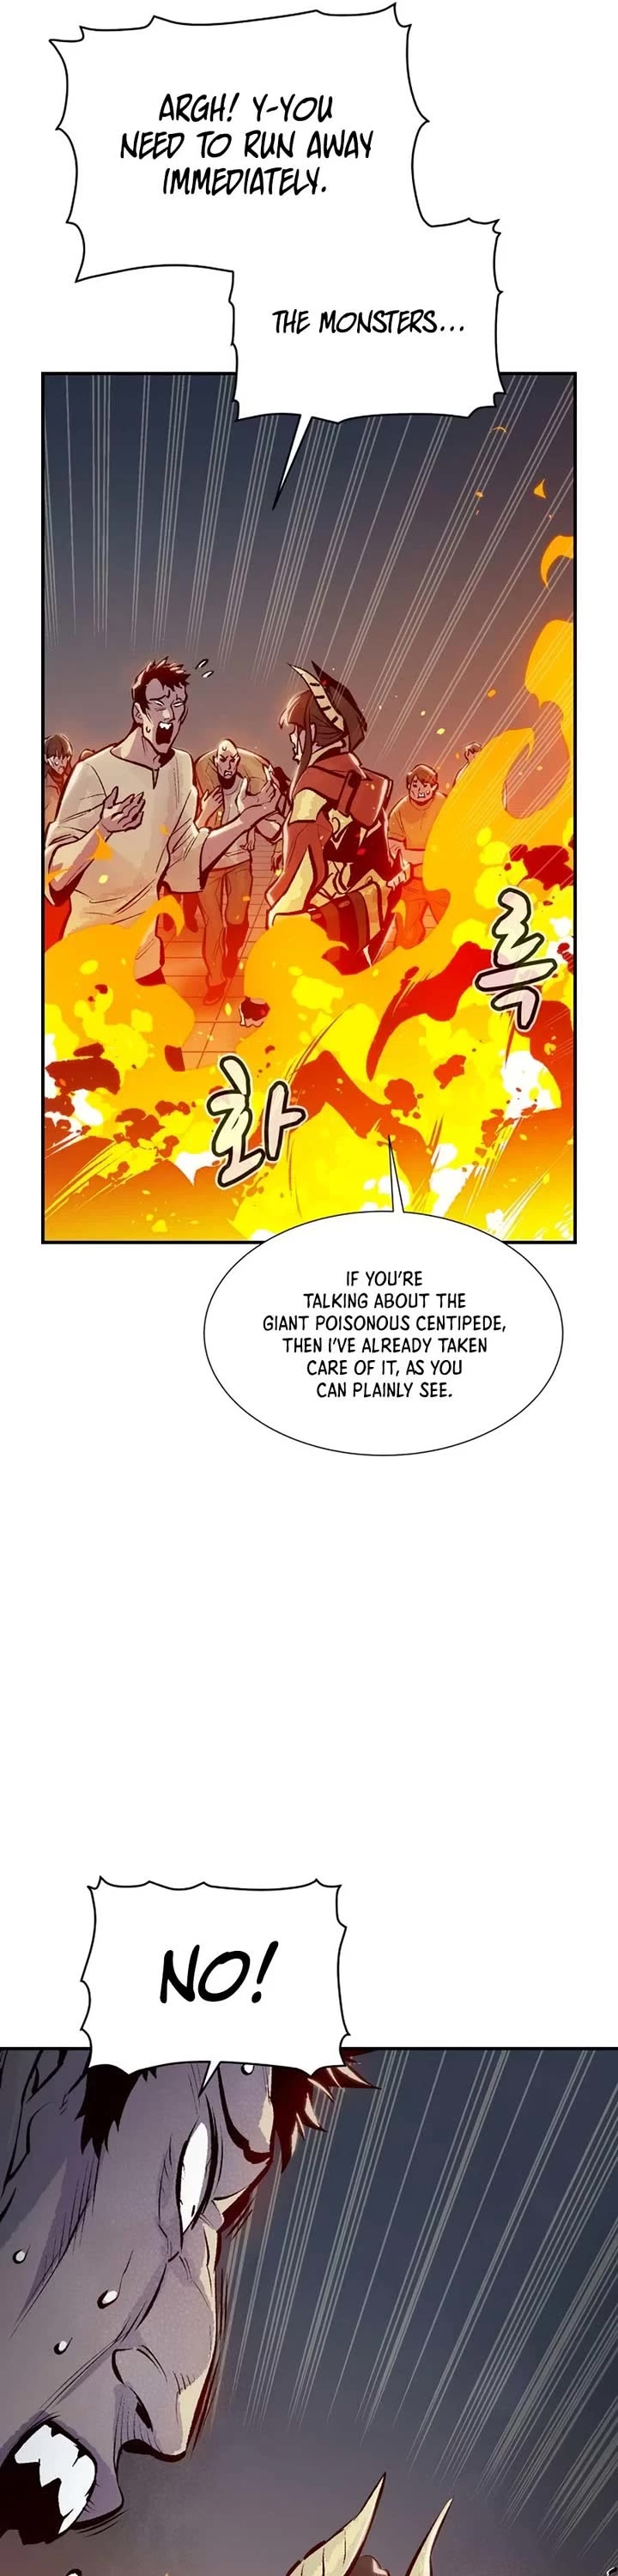 ARGH! Y-YOU
NEED TO RUN AWAY
IMMEDIATELY.
THE MONSTERS...
화
륵
IF YOU'RE
TALKING ABOUT THE
GIANT POISONOUS CENTIPEDE,
THEN I'VE ALREADY TAKEN
CARE OF IT, AS YOU
CAN PLAINLY SEE.
NO!